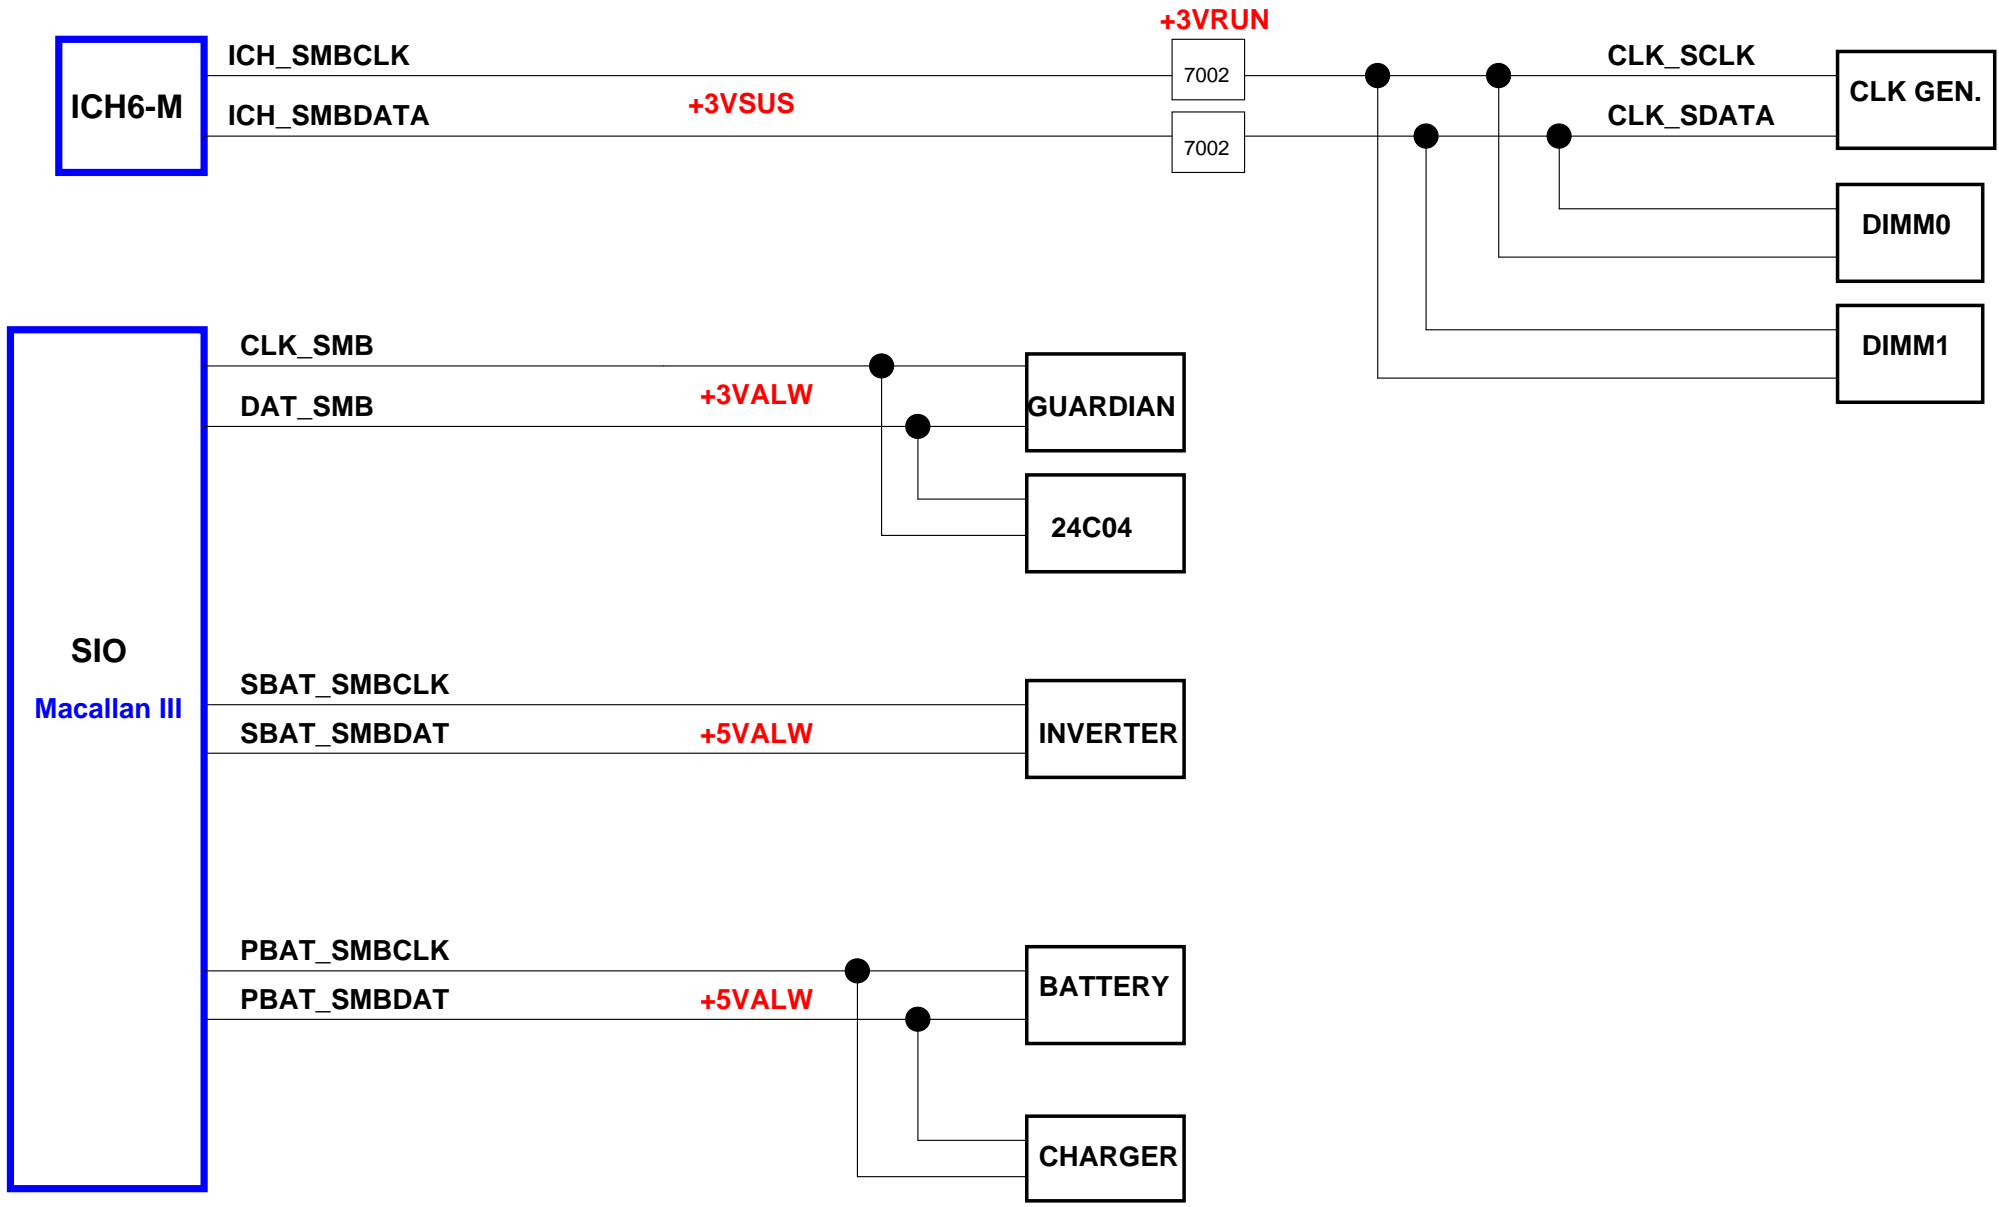 +3VRUN
ICH_SMBCLK
7002
CLK_SCLK
ICH6-M
+3VSUS
CLK GEN.
ICH_SMBDATA
7002
CLK_SDATA
DIMM0
DIMM1
CLK_SMB
+3VALW
DAT_SMB
GUARDIAN
24C04
SIO
Macallan III
SBAT_SMBCLK
SBAT_SMBDAT
+5VALW
INVERTER
PBAT_SMBCLK
PBAT_SMBDAT
+5VALW
BATTERY
CHARGER